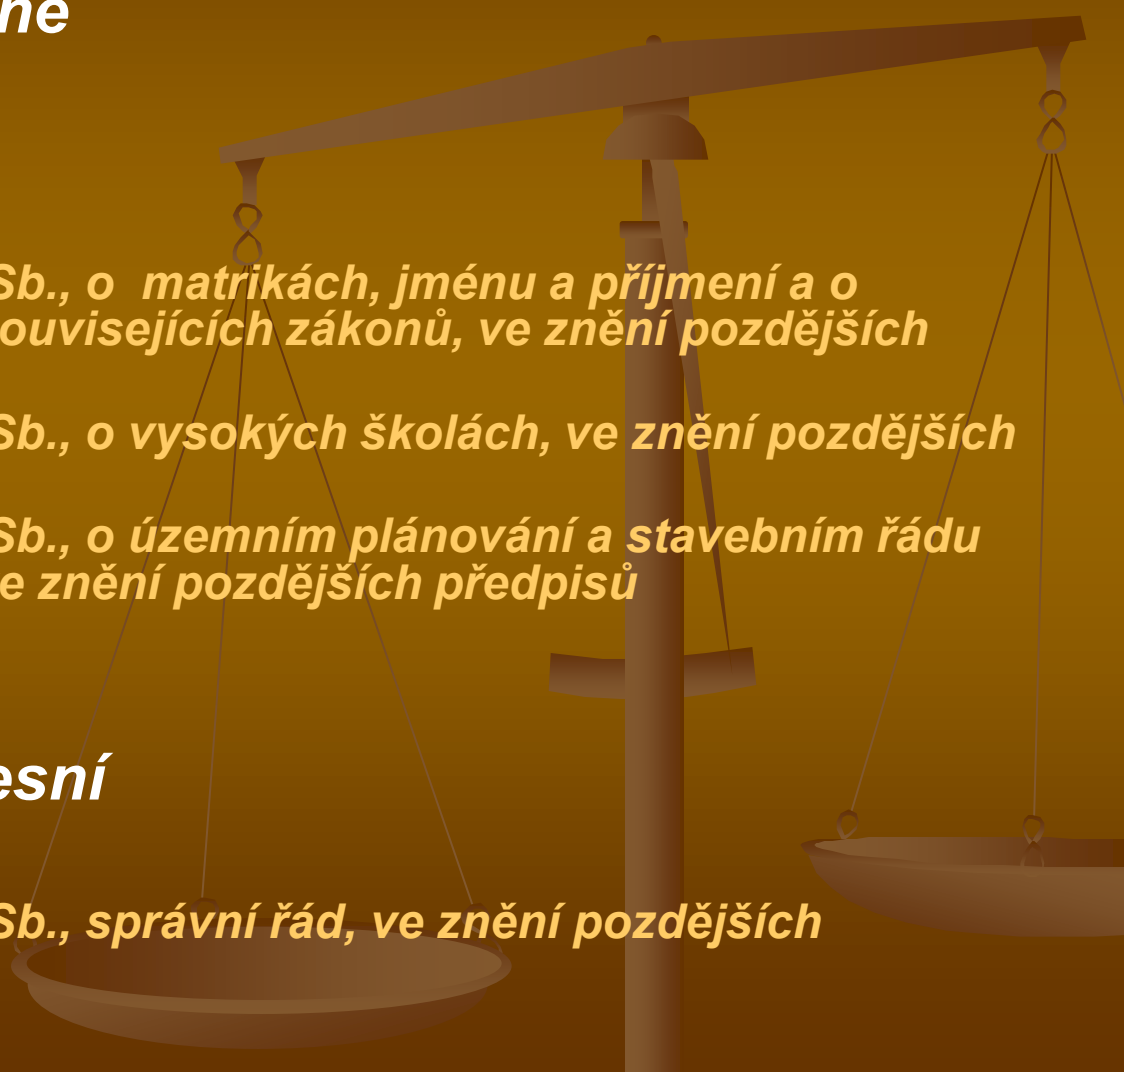 né
Sb., o matrikách, jménu a příjmení a o
ouvisejících zákonů, ve znění pozdějších
Sb., o vysokých školách, ve znění pozdějších
Sb., o územním plánování a stavebním řádu
e znění pozdějších předpisů
esní
Sb., správní řád, ve znění pozdějších